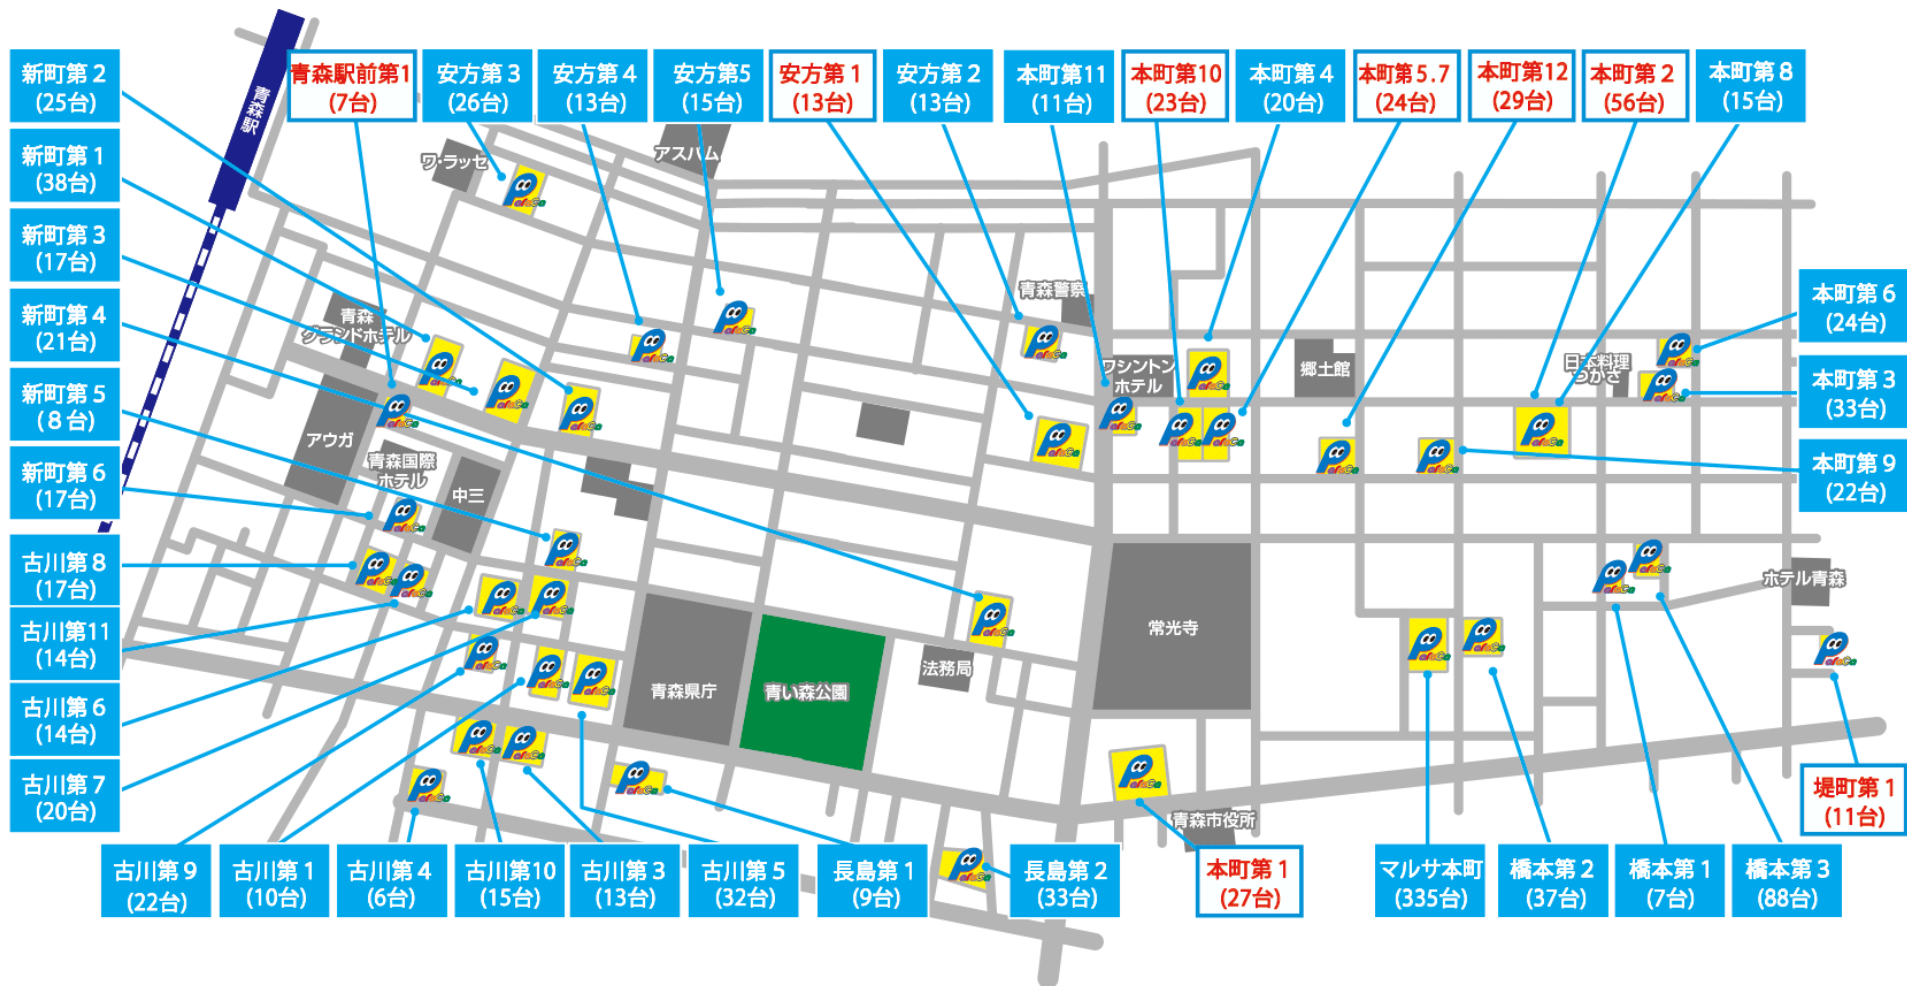 新町第2
(25台)
青森駅前第1
(7台)
安方第3
(26台)
安方第4
(13台)
安方第5
(15台)
安方第1
(13台)
安方第2
(13台)
本町第11
(11台)
本町第10
(23台)
本町第4
(20台)
本町第5.7
(24台)
本町第12
(29台)
本町第2
(56台)
本町第8
(15台)
新町第1
(38台)
新町第3
(17台)
新町第4
(21台)
新町第5
(8台)
新町第6
(17台)
古川第8
(17台)
古川第11
(14台)
古川第6
(14台)
古川第7
(20台)
青森駅
ワ・ラッセ
アスパム
青森
グランドホテル
アウガ
青森国際
ホテル
中三
青森警察
ワシントン
ホテル
郷土館
日本料理
つかさ
常光寺
法務局
青森県庁
青い森公園
ホテル青森
青森市役所
本町第6
(24台)
本町第3
(33台)
本町第9
(22台)
堤町第1
(11台)
古川第9
(22台)
古川第1
(10台)
古川第4
(6台)
古川第10
(15台)
古川第3
(13台)
古川第5
(32台)
長島第1
(9台)
長島第2
(33台)
本町第1
(27台)
マルサ本町
(335台)
橋本第2
(37台)
橋本第1
(7台)
橋本第3
(88台)